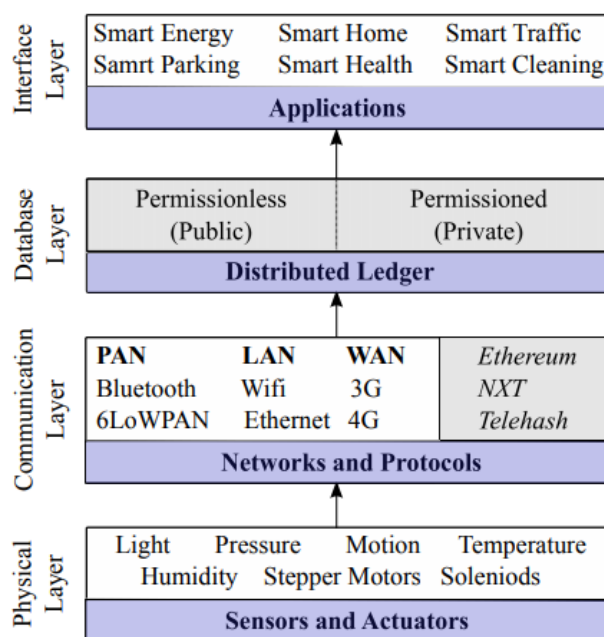 Interface Layer
Smart Energy Smart Home Smart Traffic
Samrt Parking Smart Health Smart Cleaning
Applications
Database Layer
Permissionless (Public)
Permissioned (Private)
Distributed Ledger
Communication Layer
PAN LAN WAN Ethereum
Bluetooth Wifi 3G NXT
6LoWPAN Ethernet 4G Telehash
Networks and Protocols
Physical Layer
Light Pressure Motion Temperature
Humidity Stepper Motors Soleniods
Sensors and Actuators